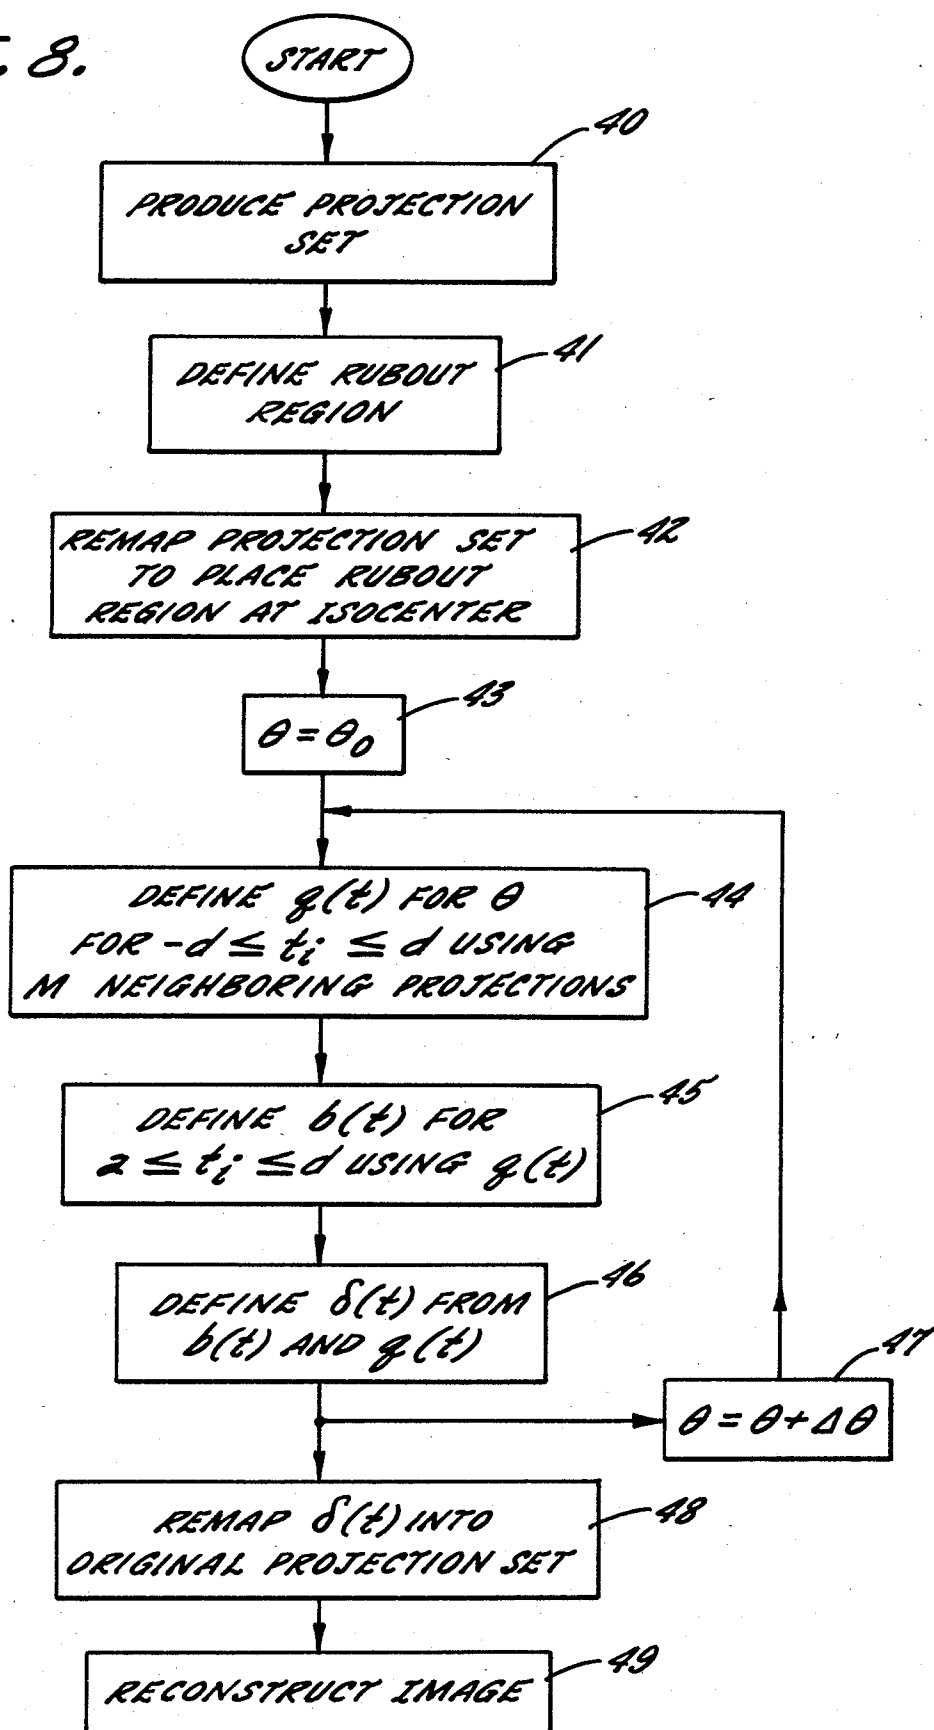 8.
START
40
PRODUCE PROJECTION
SET
41
DEFINE RUBOUT
REGION
42
REMAP PROJECTION SET
TO PLACE RUBOUT
REGION AT ISOCENTER
43
θ = θ₀
44
DEFINE q(t) FOR θ
FOR -d ≤ tᵢ ≤ d USING
M NEIGHBORING PROJECTIONS
45
DEFINE b(t) FOR
a ≤ tᵢ ≤ d USING q(t)
46
DEFINE δ(t) FROM
b(t) AND q(t)
47
θ = θ + Δθ
48
REMAP δ(t) INTO
ORIGINAL PROJECTION SET
49
RECONSTRUCT IMAGE